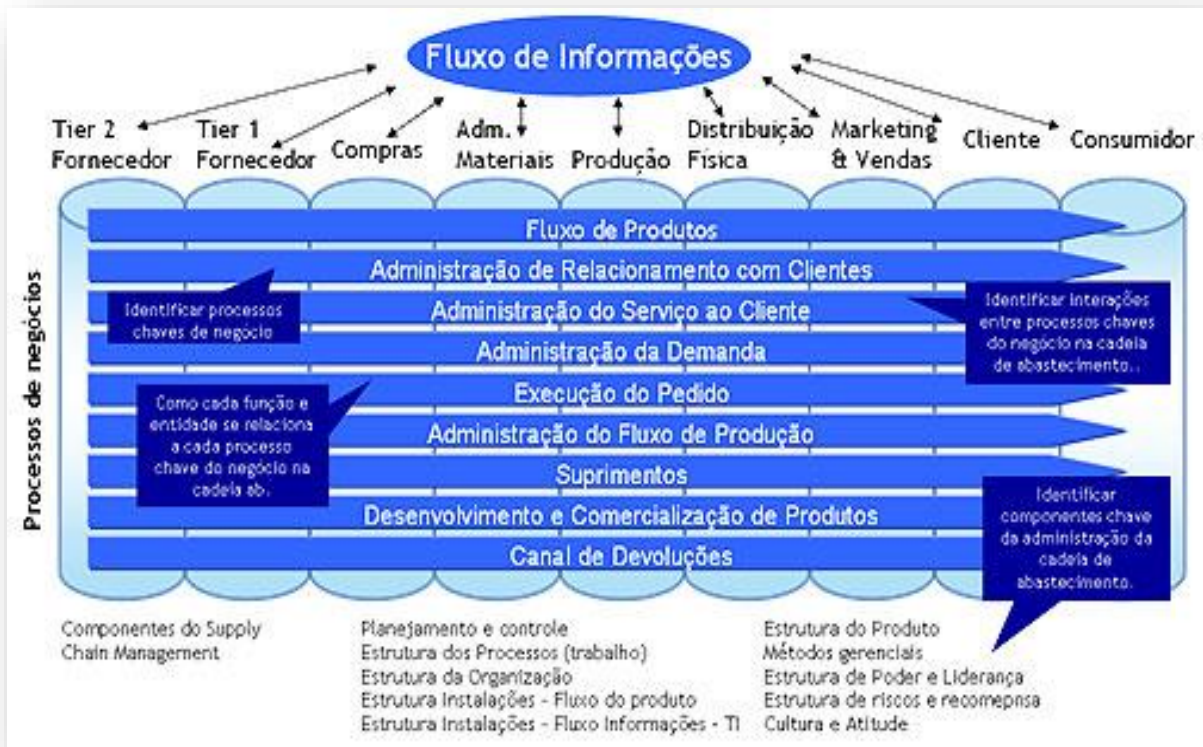 Fluxo de Informações
Tier 2
Fornecedor
Tier 1
Fornecedor
Compras
Adm.
Materiais
Produção
Distribuição
Física
Marketing
& Vendas
Cliente
Consumidor
Processos de negócios
Fluxo de Produtos
Administração de Relacionamento com Clientes
Administração do Serviço ao Cliente
Administração da Demanda
Execução do Pedido
Administração do Fluxo de Produção
Suprimentos
Desenvolvimento e Comercialização de Produtos
Canal de Devoluções
Identificar processos
chaves de negócio
Como cada função e
entidade se relaciona
a cada processo
chave do negócio na
cadeia ab.
Identificar interações
entre processos chaves
do negócio na cadeia
de abastecimento..
Identificar
componentes chave
da administração da
cadeia de
abastecimento.
Componentes do Supply
Chain Management
Planejamento e controle
Estrutura dos Processos (trabalho)
Estrutura da Organização
Estrutura Instalações - Fluxo do produto
Estrutura Instalações - Fluxo Informações - TI
Estrutura do Produto
Métodos gerenciais
Estrutura de Poder e Liderança
Estrutura de riscos e recomepnsa
Cultura e Atitude